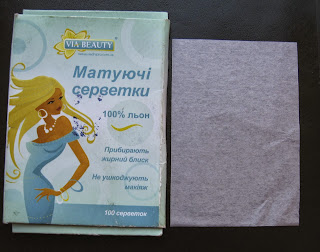 VIA BEAUTY
Матуючі
серветки
100% льон
Прибирають
жирний блиск
Не ушкоджують
макіяж
100 серветок